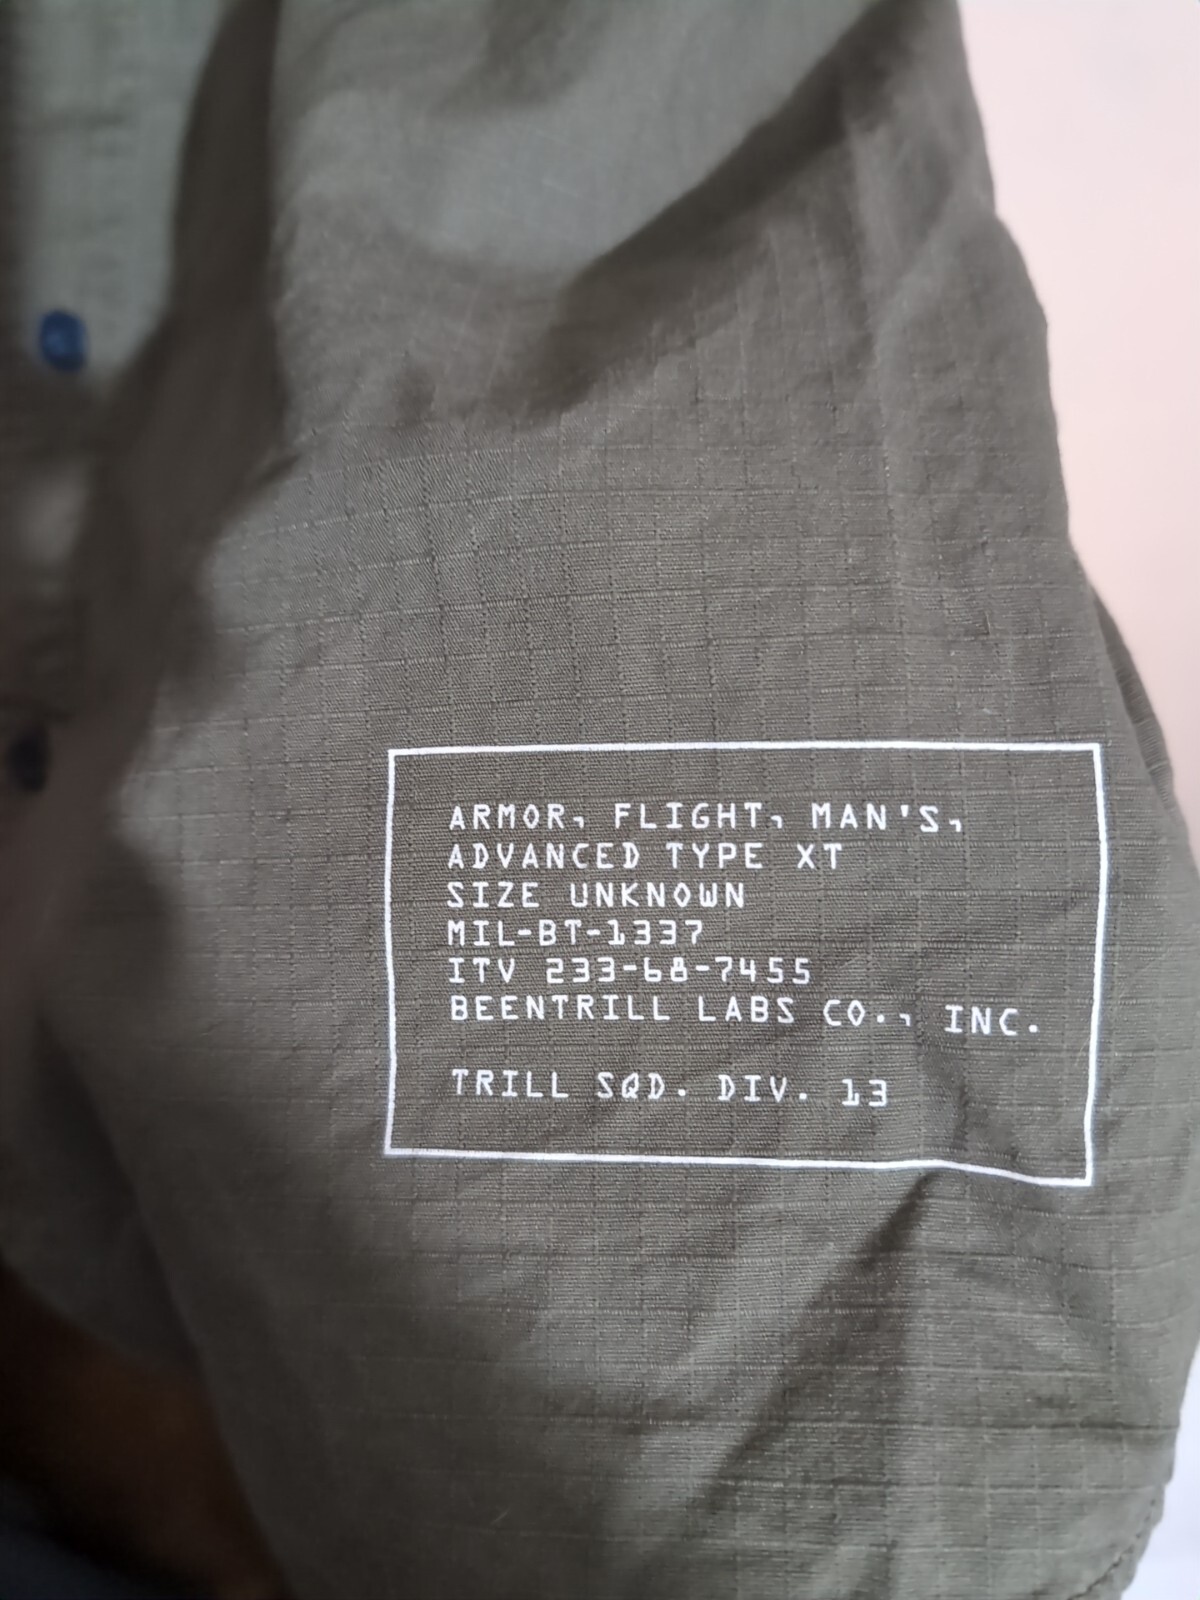 ARMOR, FLIGHT, MAN'S,
ADVANCED TYPE XT
SIZE UNKNOWN
MIL-BT-1337
ITV 233-68-7455
BEENTRILL LABS CO., INC.
TRILL SQD. DIV. 13